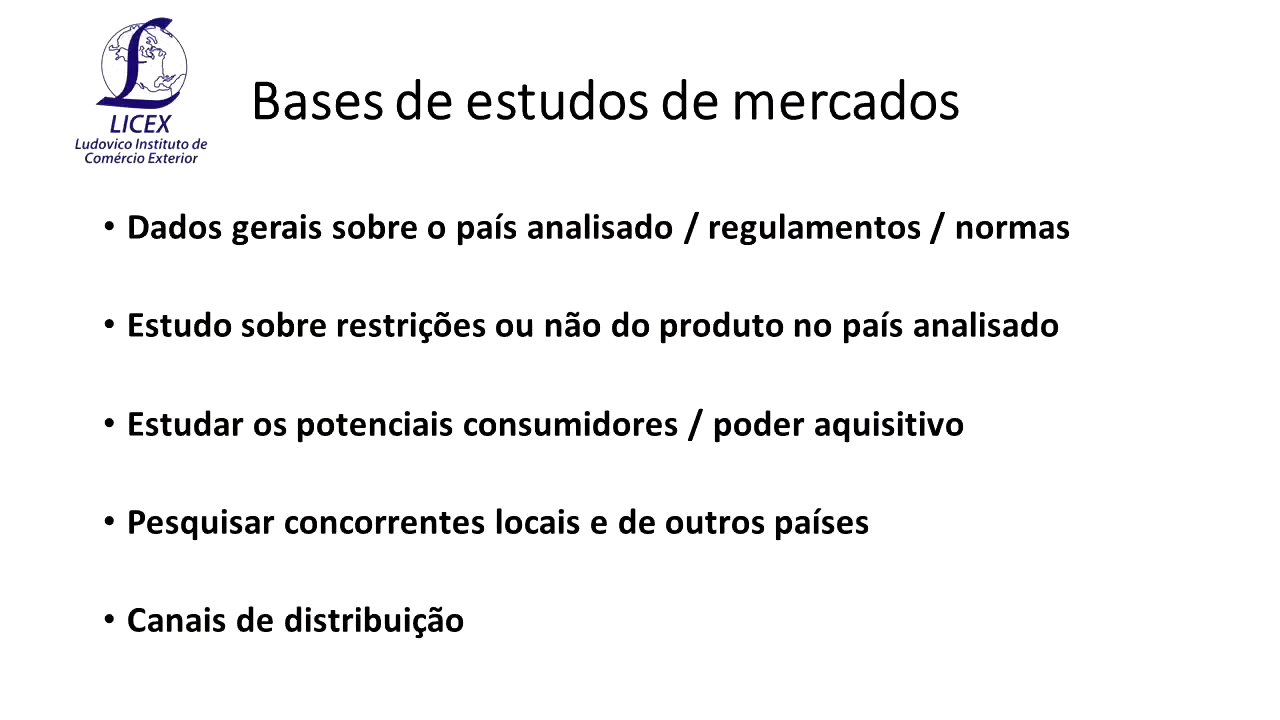 LICEX
Ludovico Instituto de
Comércio Exterior
Bases de estudos de mercados
• Dados gerais sobre o país analisado / regulamentos / normas
• Estudo sobre restrições ou não do produto no país analisado
• Estudar os potenciais consumidores / poder aquisitivo
• Pesquisar concorrentes locais e de outros países
• Canais de distribuição